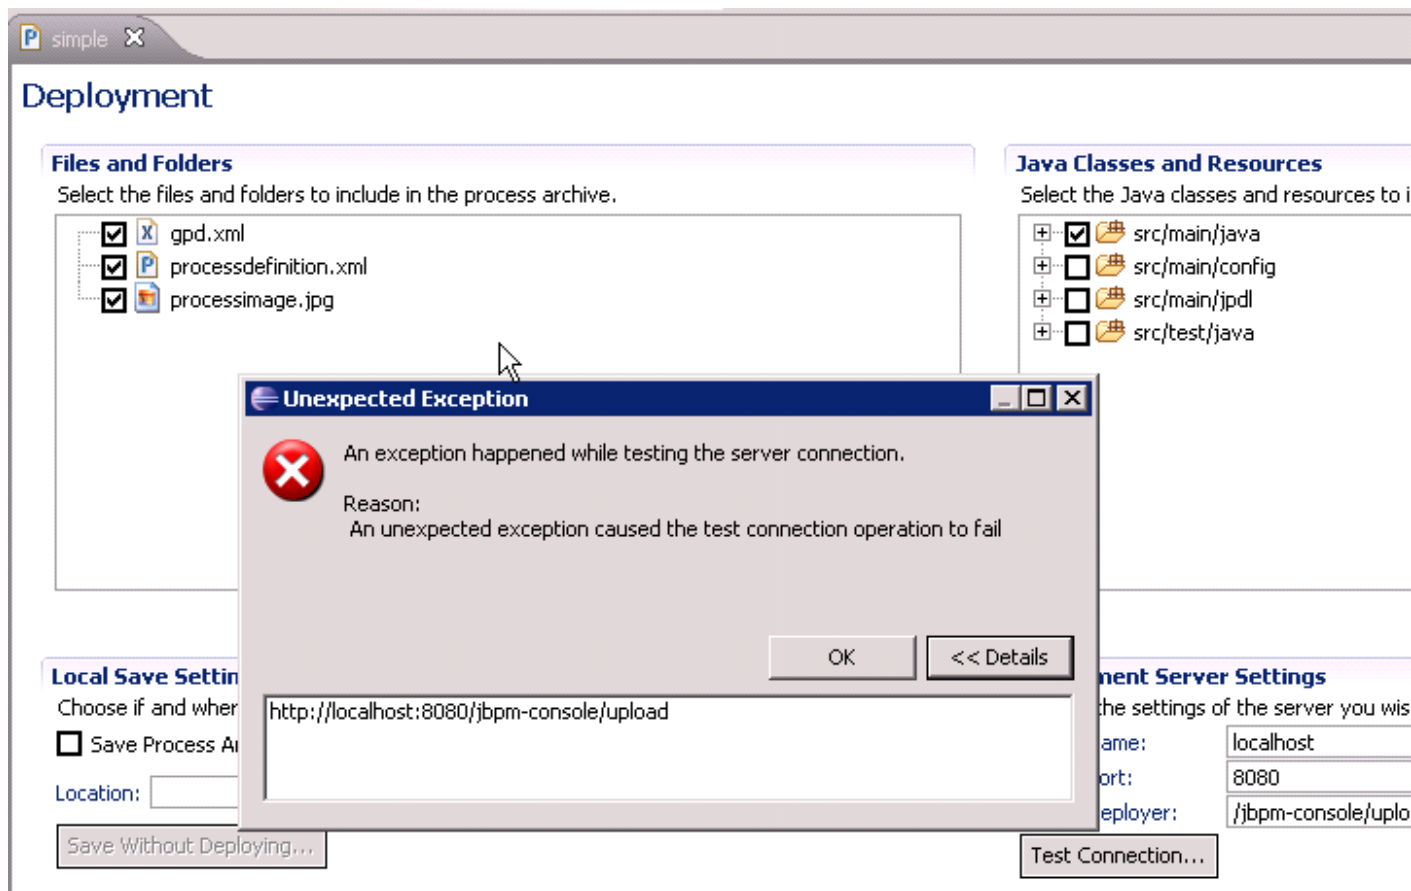 simple
Deployment
Files and Folders
Select the files and folders to include in the process archive.
gpd.xml
processdefinition.xml
processimage.jpg
Java Classes and Resources
Select the Java classes and resources to i
src/main/java
src/main/config
src/main/jpdl
src/test/java
Unexpected Exception
An exception happened while testing the server connection.
Reason:
An unexpected exception caused the test connection operation to fail
OK
<< Details
http://localhost:8080/jbpm-console/upload
Local Save Settin
Choose if and wher
Save Process Ar
Location:
Save Without Deploying...
ment Server Settings
the settings of the server you wis
ame: localhost
ort: 8080
eployer: /jbpm-console/uplo
Test Connection...